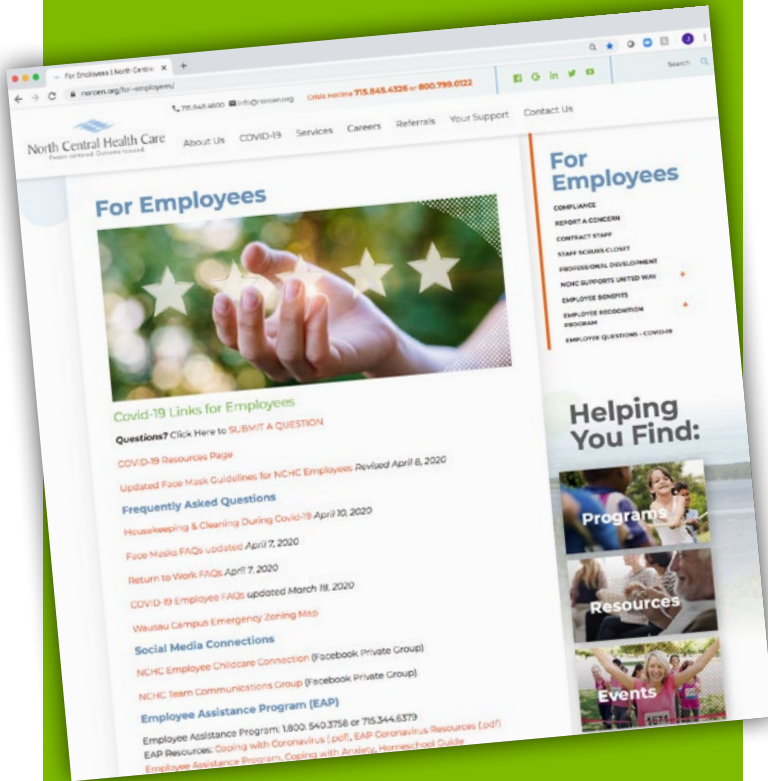 For Employees | North Central
norcen.org/for-employees/
715.848.4600 info@norcen.org Crisis Hotline 715.845.4326 or 800.799.0122
Search
North Central Health Care
Person centered. Outcome focused.
About Us COVID-19 Services Careers Referrals Your Support Contact Us
For Employees
Covid-19 Links for Employees
Questions? Click Here to SUBMIT A QUESTION
COVID-19 Resources Page
Updated Face Mask Guidelines for NCHC Employees Revised April 8, 2020
Frequently Asked Questions
Housekeeping & Cleaning During Covid-19 April 10, 2020
Face Masks FAQs updated April 7, 2020
Return to Work FAQs April 7, 2020
COVID-19 Employee FAQs updated March 18, 2020
Wausau Campus Emergency Zoning Map
Social Media Connections
NCHC Employee Childcare Connection (Facebook Private Group)
NCHC Team Communications Group (Facebook Private Group)
Employee Assistance Program (EAP)
Employee Assistance Program: 1.800. 540.3758 or 715.344.6379
EAP Resources: Coping with Coronavirus (.pdf), EAP Coronavirus Resources (.pdf)
Employee Assistance Program, Coping with Anxiety, Homeschool Guide
For
Employees
COMPLIANCE
REPORT A CONCERN
CONTRACT STAFF
STAFF SCRUBS CLOSET
PROFESSIONAL DEVELOPMENT
NCHC SUPPORTS UNITED WAY +
EMPLOYEE BENEFITS
EMPLOYEE RECOGNITION +
PROGRAM
EMPLOYEE QUESTIONS - COVID-19
Helping
You Find:
Programs
Resources
Events
1671